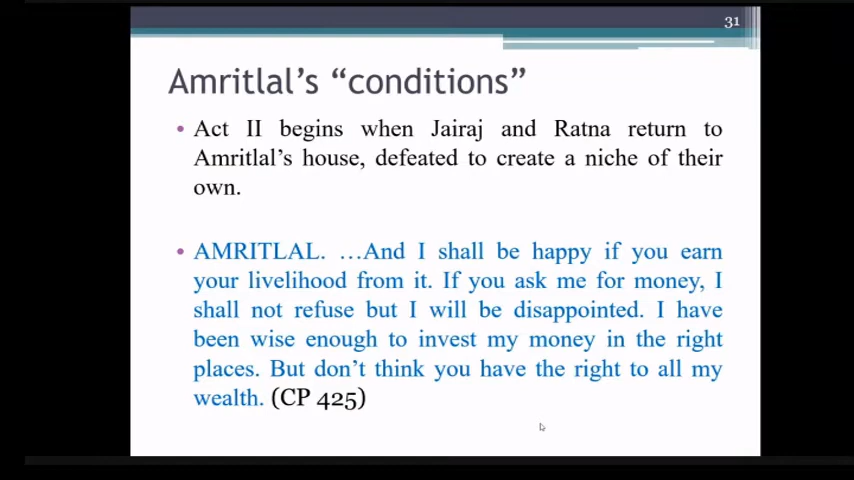 31
Amritlal's “conditions”
• Act II begins when Jairaj and Ratna return to
Amritlal's house, defeated to create a niche of their
own.
• AMRITLAL. …And I shall be happy if you earn
your livelihood from it. If you ask me for money, I
shall not refuse but I will be disappointed. I have
been wise enough to invest my money in the right
places. But don't think you have the right to all my
wealth. (CP 425)